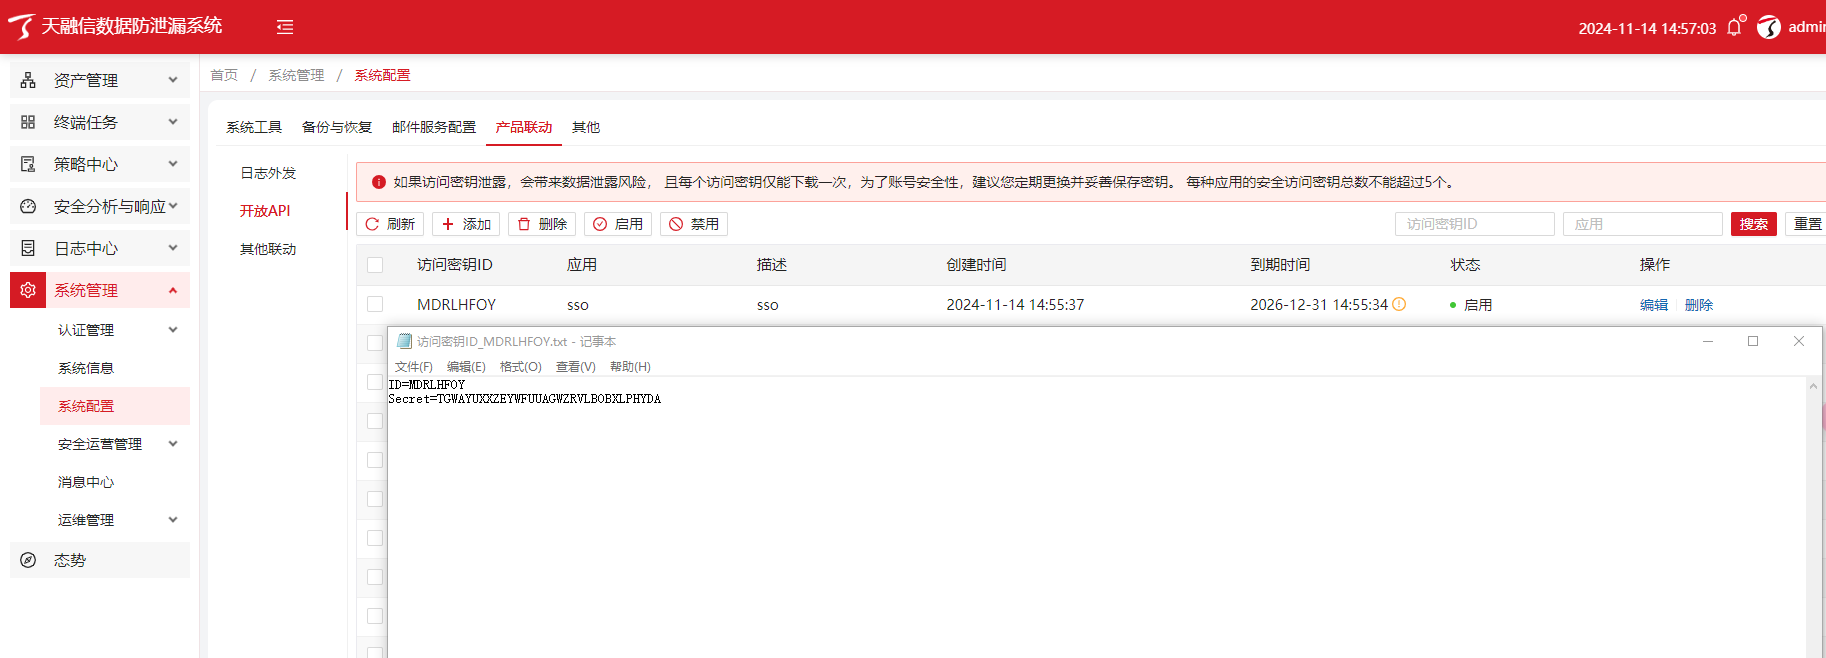 天融信数据防泄漏系统
2024-11-14 14:57:03
admin
资产管理
终端任务
策略中心
安全分析与响应
日志中心
系统管理
认证管理
系统信息
系统配置
安全运营管理
消息中心
运维管理
态势
首页 / 系统管理 / 系统配置
系统工具 备份与恢复 邮件服务配置 产品联动 其他
日志外发
开放API
其他联动
如果访问密钥泄露，会带来数据泄露风险， 且每个访问密钥仅能下载一次，为了账号安全性，建议您定期更换并妥善保存密钥。 每种应用的安全访问密钥总数不能超过5个。
刷新 添加 删除 启用 禁用 访问密钥ID 应用 搜索 重置
访问密钥ID 应用 描述 创建时间 到期时间 状态 操作
MDRLHFOY sso sso 2024-11-14 14:55:37 2026-12-31 14:55:34 启用 编辑 删除
访问密钥ID_MDRLHFOY.txt - 记事本
文件(F) 编辑(E) 格式(O) 查看(V) 帮助(H)
ID=MDRLHFOY
Secret=TGWAYUXXZEYWFUUAGWZRVLBOBXLPHYDA